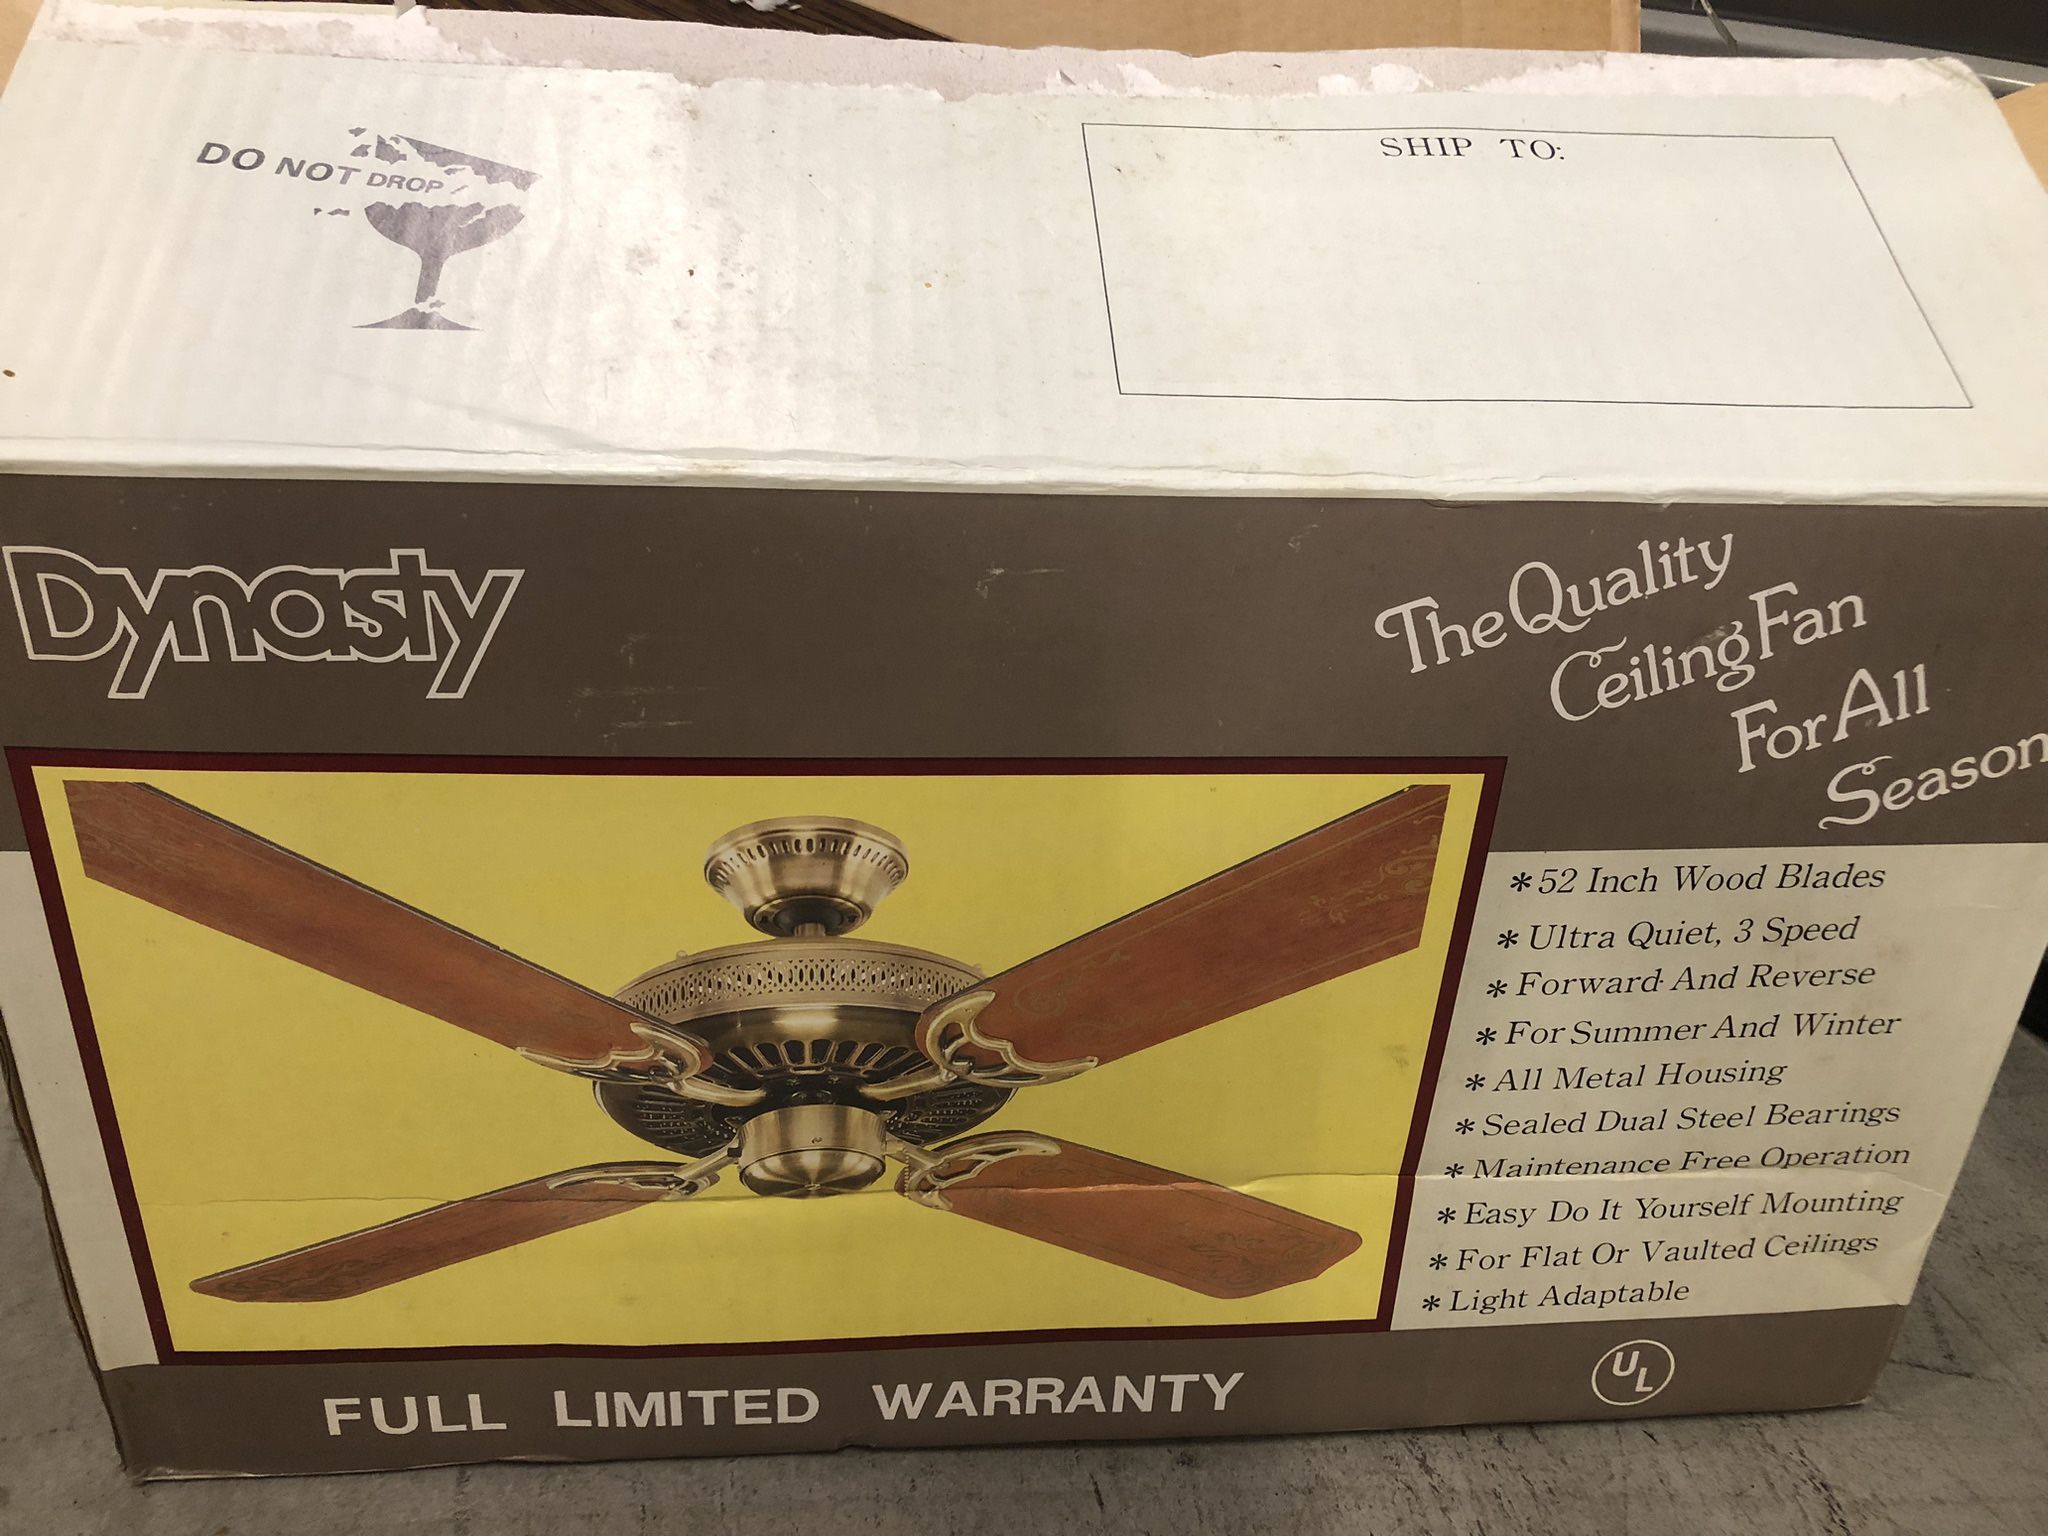 DO NOT DROP
SHIP TO:
Dynasty
The Quality
Ceiling Fan
For All
Season
* 52 Inch Wood Blades
* Ultra Quiet, 3 Speed
* Forward And Reverse
* For Summer And Winter
* All Metal Housing
* Sealed Dual Steel Bearings
* Maintenance Free Operation
* Easy Do It Yourself Mounting
* For Flat Or Vaulted Ceilings
* Light Adaptable
FULL LIMITED WARRANTY
UL